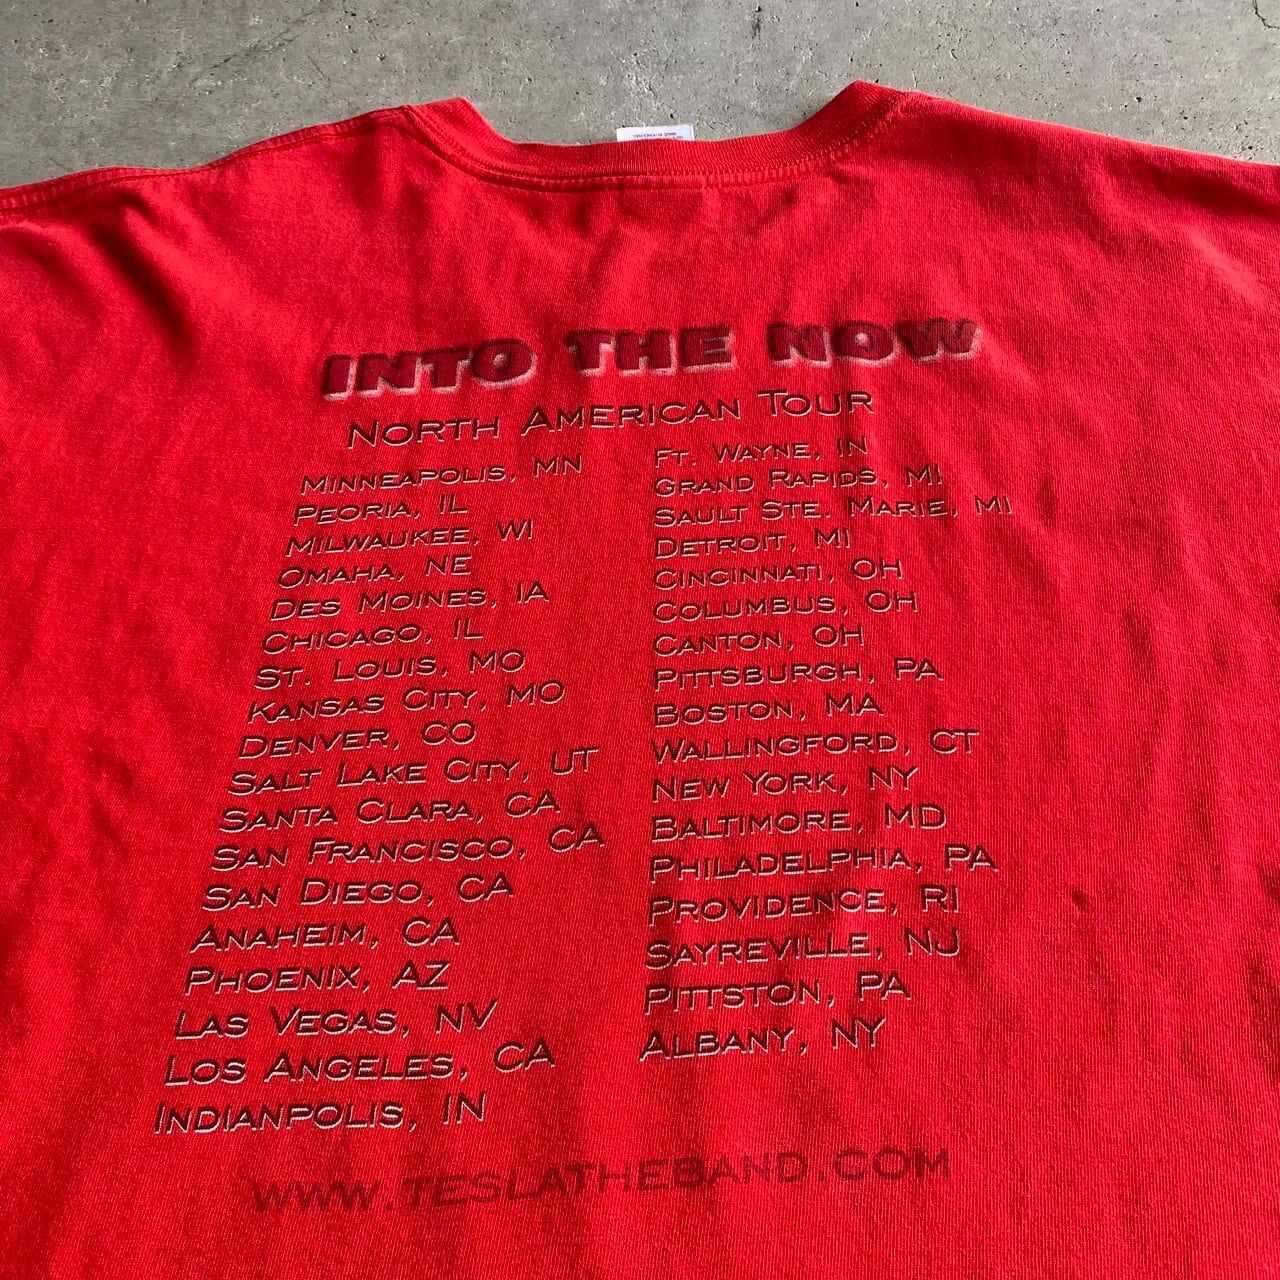 INTO THE NOW
NORTH AMERICAN TOUR
MINNEAPOLIS, MN
PEORIA, IL
MILWAUKEE, WI
OMAHA, NE
DES MOINES, IA
CHICAGO, IL
ST. LOUIS, MO
KANSAS CITY, MO
DENVER, CO
SALT LAKE CITY, UT
SANTA CLARA, CA
SAN FRANCISCO, CA
SAN DIEGO, CA
ANAHEIM, CA
PHOENIX, AZ
LAS VEGAS, NV
LOS ANGELES, CA
INDIANPOLIS, IN
FT. WAYNE, IN
GRAND RAPIDS, MI
SAULT STE. MARIE, MI
DETROIT, MI
CINCINNATI, OH
COLUMBUS, OH
CANTON, OH
PITTSBURGH, PA
BOSTON, MA
WALLINGFORD, CT
NEW YORK, NY
BALTIMORE, MD
PHILADELPHIA, PA
PROVIDENCE, RI
SAYREVILLE, NJ
PITTSTON, PA
ALBANY, NY
WWW.TESLATHEBAND.COM